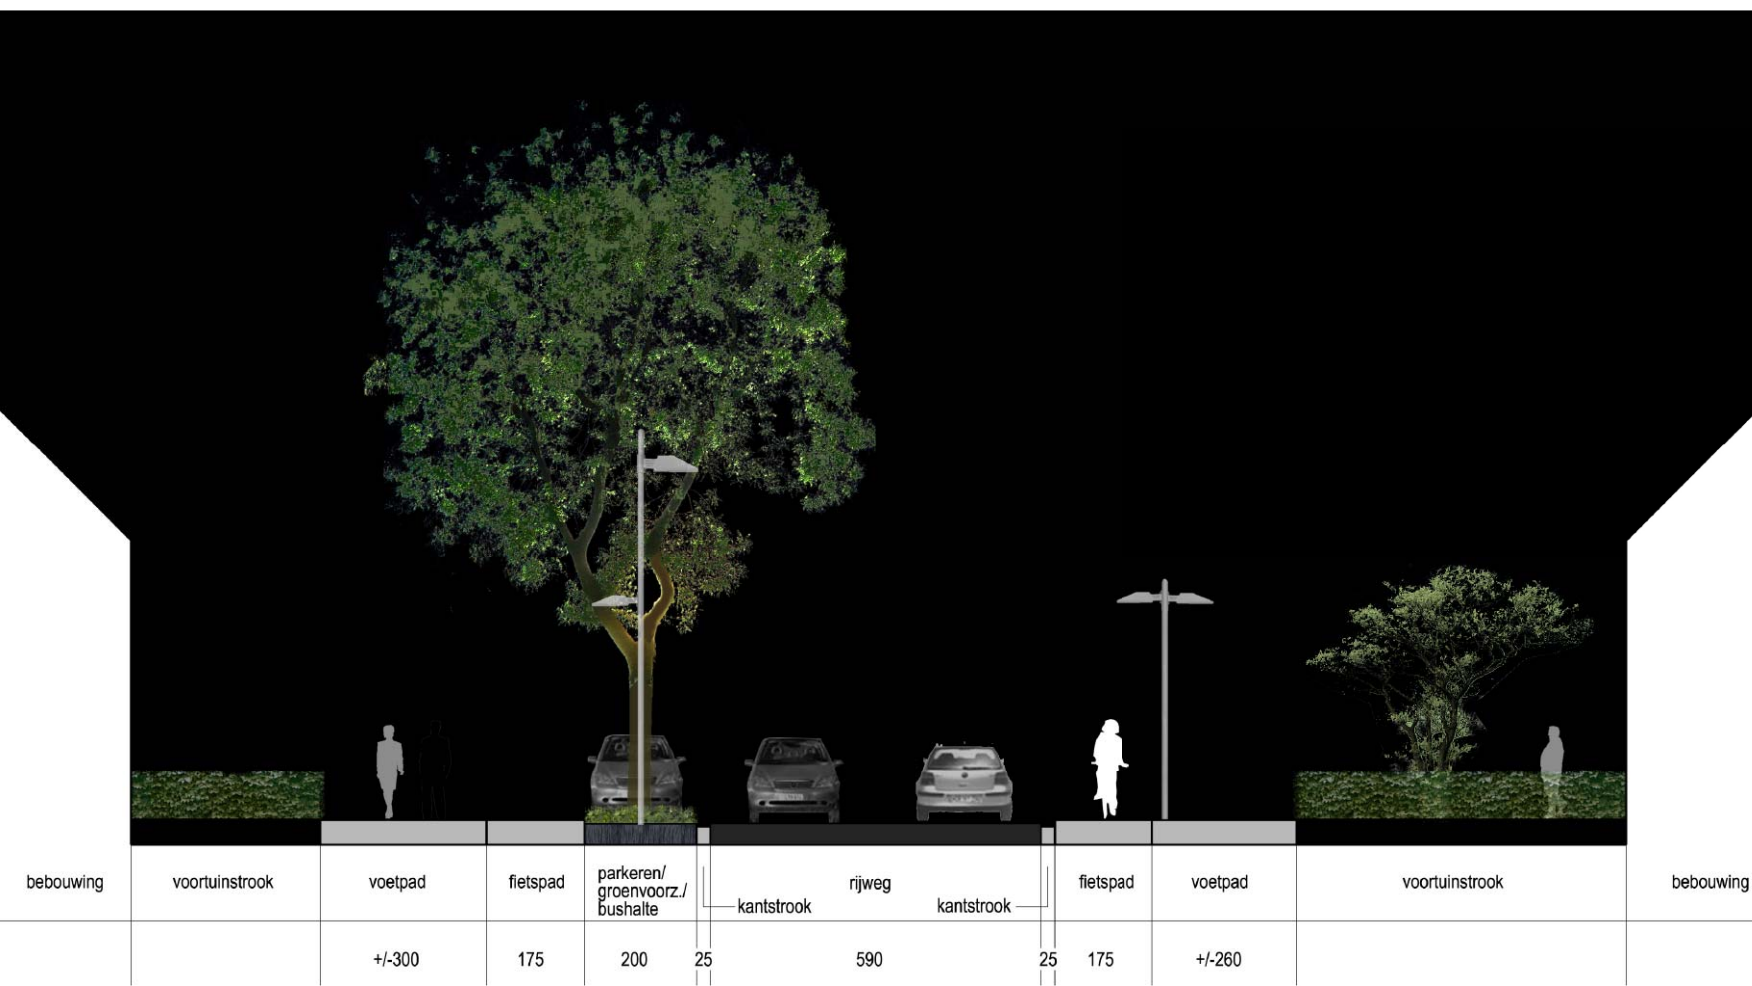 bebouwing
voortuinstrook
voetpad
fietspad
parkeren/
groenvoorz./
bushalte
kantstrook
rijweg
kantstrook
fietspad
voetpad
voortuinstrook
bebouwing
+/-300
175
200
25
590
25
175
+/-260